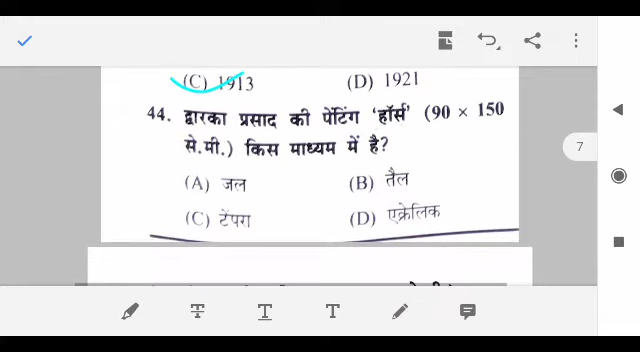 (C) 1913 (D) 1921
44. द्वारका प्रसाद की पेंटिंग ‘हॉर्स’ (90 × 150
से.मी.) किस माध्यम में है?
7
(A) जल (B) तैल
(C) टेंपरा (D) एक्रेलिक
T T T